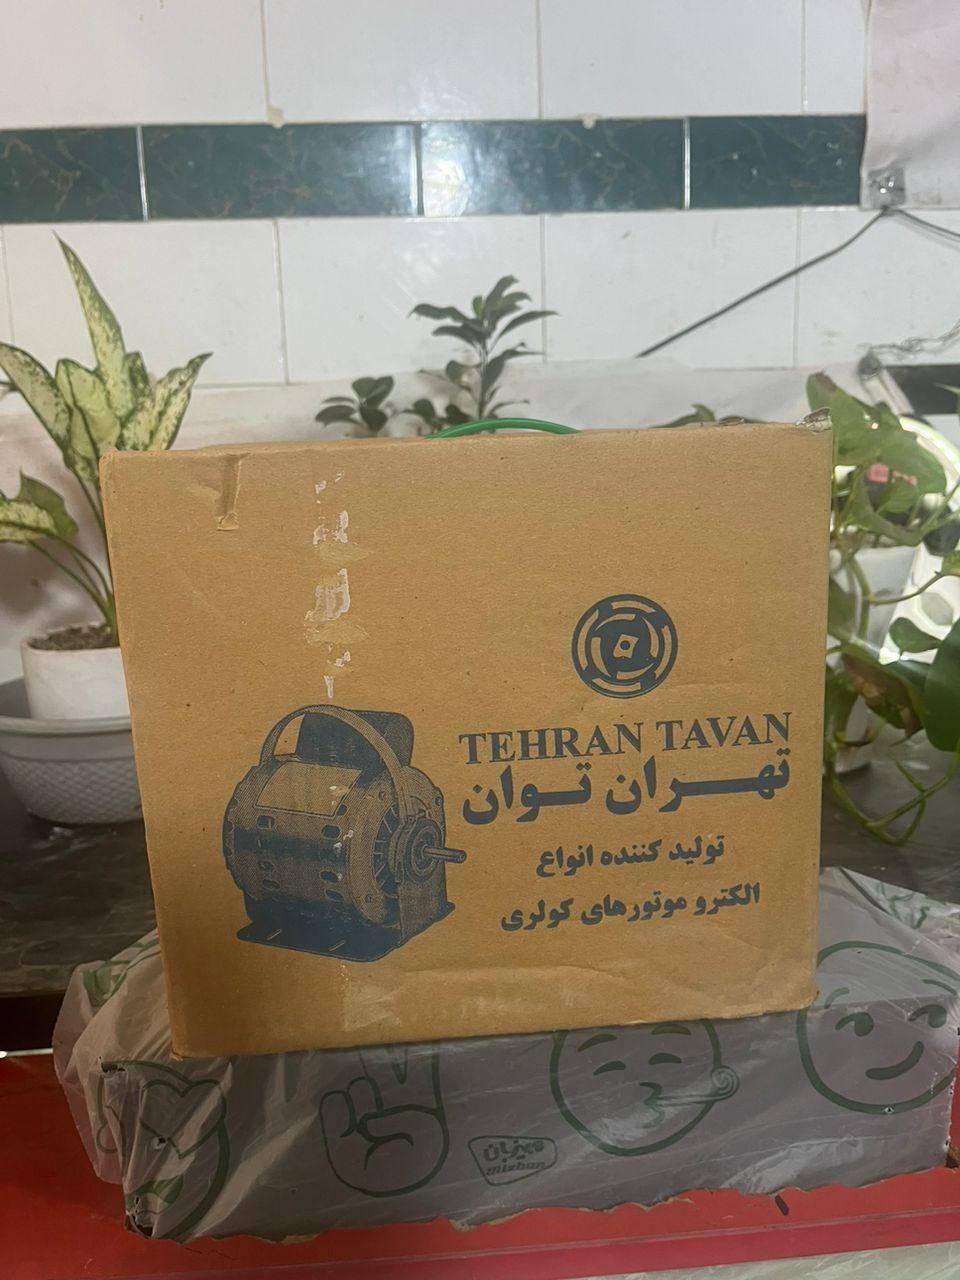 TEHRAN TAVAN
تهران توان
تولید کننده انواع
الکترو موتورهای کولری
میزبان
mizban